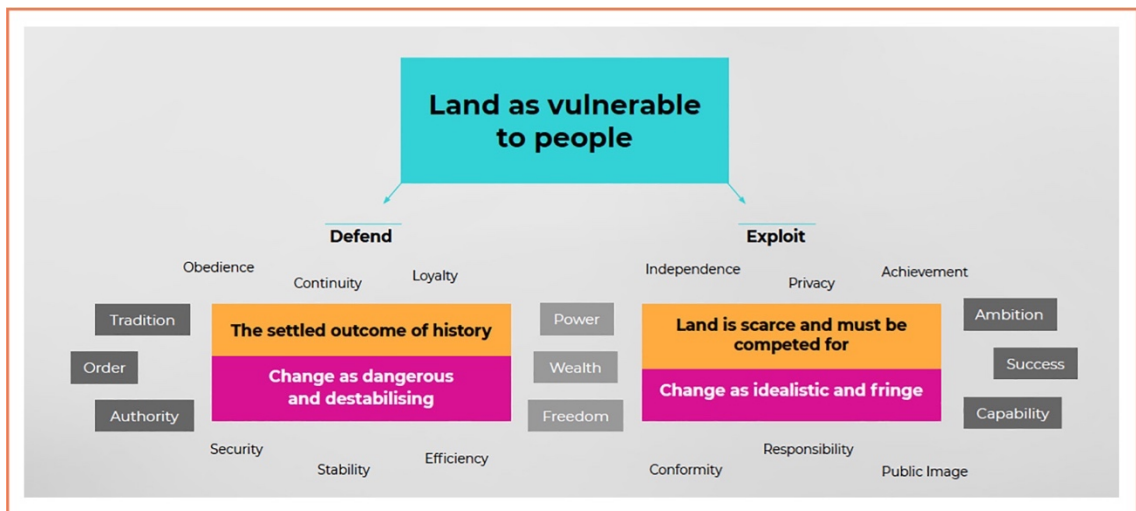 Land as vulnerable
to people
Defend
Exploit
Obedience
Continuity
Loyalty
Independence
Privacy
Achievement
Tradition
Order
Authority
The settled outcome of history
Change as dangerous
and destabilising
Power
Wealth
Freedom
Land is scarce and must be
competed for
Change as idealistic and fringe
Ambition
Success
Capability
Security
Stability
Efficiency
Conformity
Responsibility
Public Image